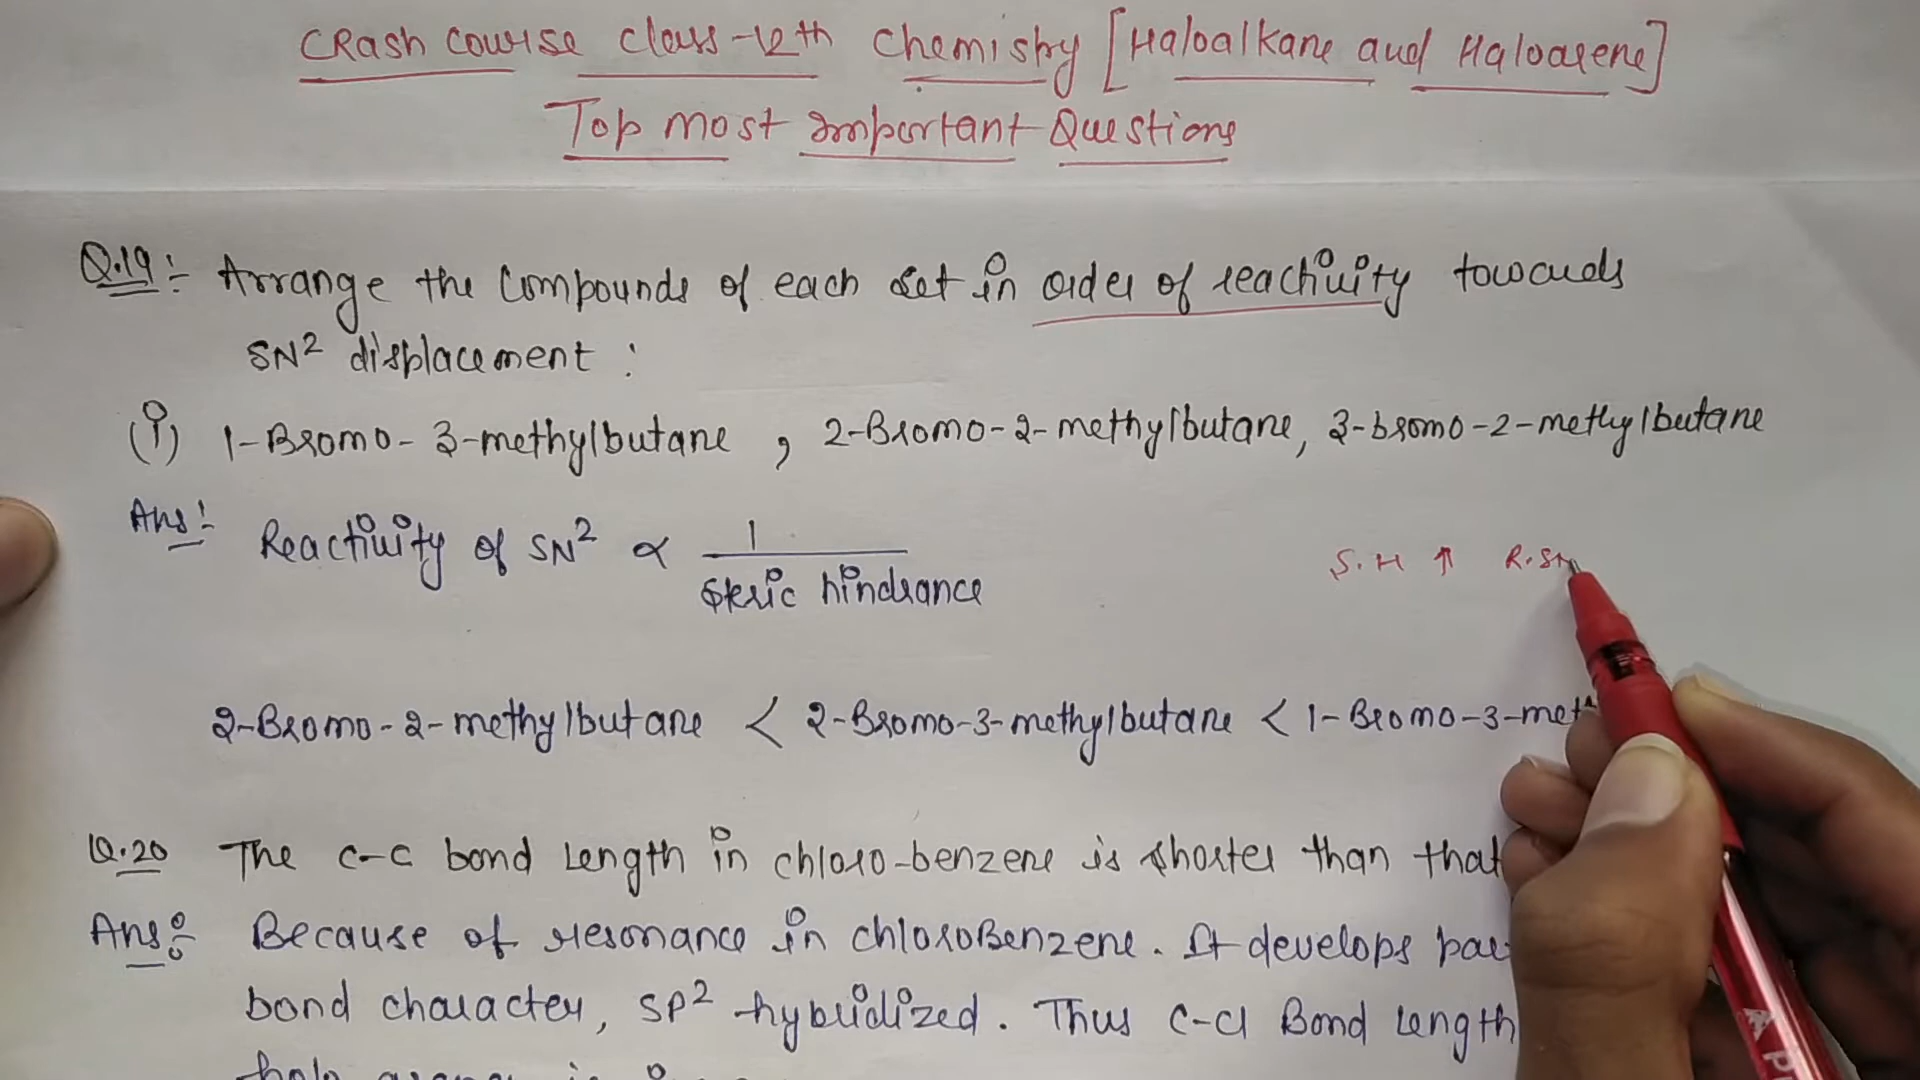 Crash course class-12th Chemistry [Haloalkane and Haloarene]
Top most important Questions
Q.19:- Arrange the compounds of each set in order of reactivity towards
SN² displacement :
(i) 1-Bromo-3-methylbutane, 2-Bromo-2-methylbutane, 3-bromo-2-methylbutane
Ans:- Reactivity of SN² ∝ 1 / Steric hindrance
S.H ↑ R.SN
2-Bromo-2-methylbutane < 2-Bromo-3-methylbutane < 1-Bromo-3-met
Q.20 The C-C bond length in chloro-benzene is shorter than that
Ans:- Because of resonance in chloroBenzene. It develops par
bond character, SP² hybridized. Thus C-Cl Bond length